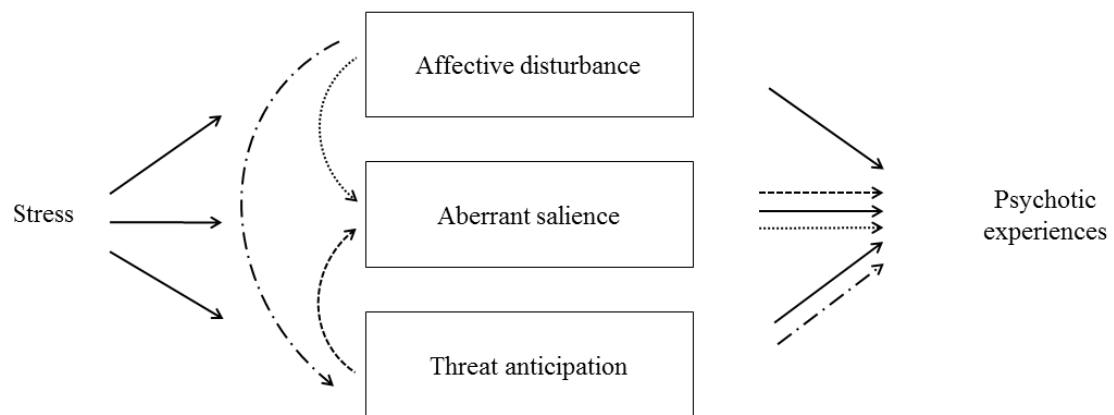 Affective disturbance
Stress
Aberrant salience
Psychotic
experiences
Threat anticipation